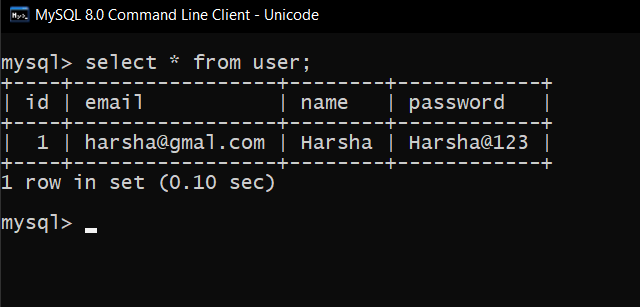 MySQL 8.0 Command Line Client - Unicode
mysql> select * from user;
+----+----------------+--------+------------+
| id | email          | name   | password   |
+----+----------------+--------+------------+
|  1 | harsha@gmal.com | Harsha | Harsha@123 |
+----+----------------+--------+------------+
1 row in set (0.10 sec)
mysql> _